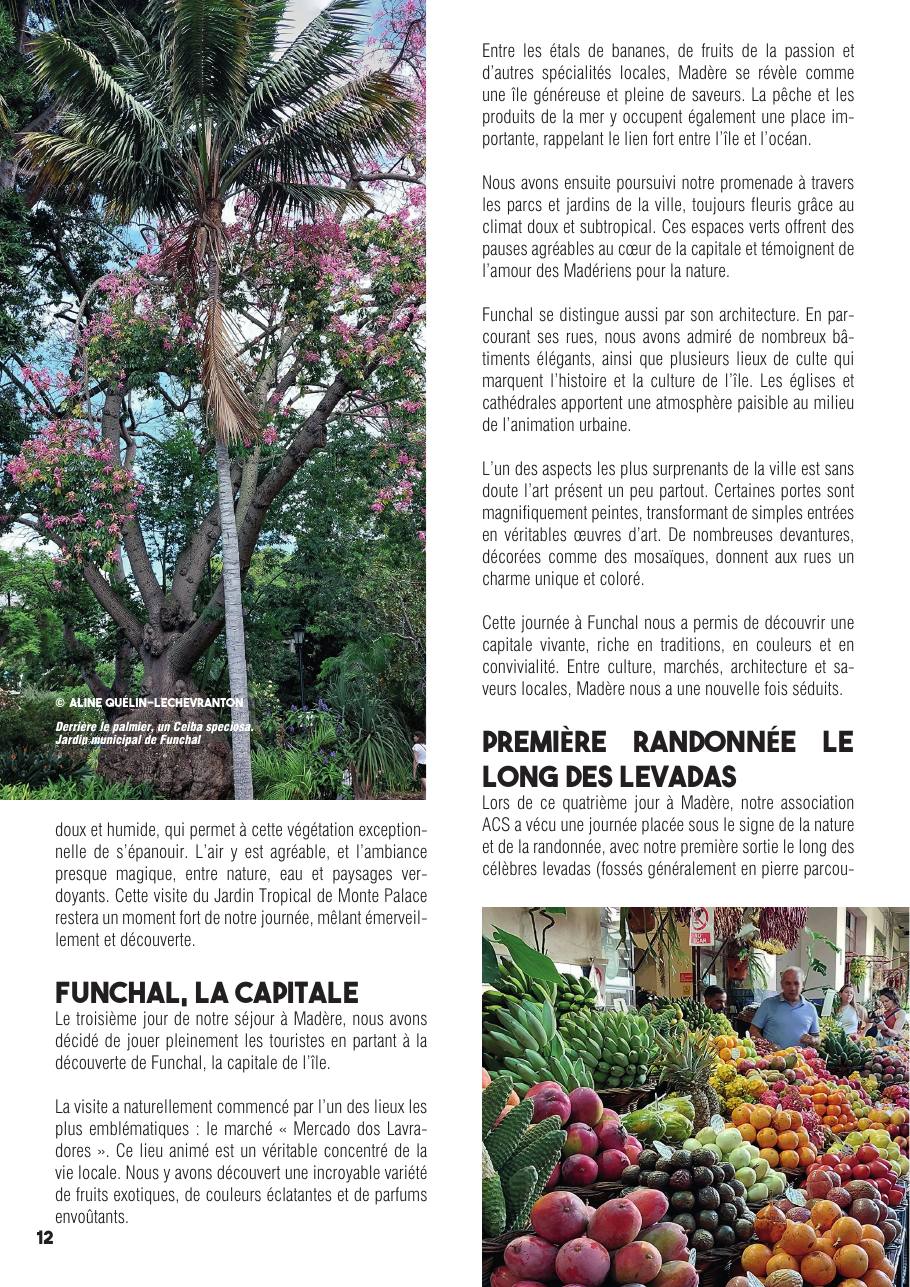 © ALINE QUÉLIN-LECHEVRANTON
Derrière le palmier, un Ceiba speciosa.
Jardin municipal de Funchal
doux et humide, qui permet à cette végétation exception-
nelle de s'épanouir. L'air y est agréable, et l'ambiance
presque magique, entre nature, eau et paysages ver-
doyants. Cette visite du Jardin Tropical de Monte Palace
restera un moment fort de notre journée, mêlant émerveil-
lement et découverte.
FUNCHAL, LA CAPITALE
Le troisième jour de notre séjour à Madère, nous avons
décidé de jouer pleinement les touristes en partant à la
découverte de Funchal, la capitale de l'île.
La visite a naturellement commencé par l'un des lieux les
plus emblématiques : le marché « Mercado dos Lavra-
dores ». Ce lieu animé est un véritable concentré de la
vie locale. Nous y avons découvert une incroyable variété
de fruits exotiques, de couleurs éclatantes et de parfums
envoûtants.
12
Entre les étals de bananes, de fruits de la passion et
d'autres spécialités locales, Madère se révèle comme
une île généreuse et pleine de saveurs. La pêche et les
produits de la mer y occupent également une place im-
portante, rappelant le lien fort entre l'île et l'océan.
Nous avons ensuite poursuivi notre promenade à travers
les parcs et jardins de la ville, toujours fleuris grâce au
climat doux et subtropical. Ces espaces verts offrent des
pauses agréables au cœur de la capitale et témoignent de
l'amour des Madériens pour la nature.
Funchal se distingue aussi par son architecture. En par-
courant ses rues, nous avons admiré de nombreux bâ-
timents élégants, ainsi que plusieurs lieux de culte qui
marquent l'histoire et la culture de l'île. Les églises et
cathédrales apportent une atmosphère paisible au milieu
de l'animation urbaine.
L'un des aspects les plus surprenants de la ville est sans
doute l'art présent un peu partout. Certaines portes sont
magnifiquement peintes, transformant de simples entrées
en véritables œuvres d'art. De nombreuses devantures,
décorées comme des mosaïques, donnent aux rues un
charme unique et coloré.
Cette journée à Funchal nous a permis de découvrir une
capitale vivante, riche en traditions, en couleurs et en
convivialité. Entre culture, marchés, architecture et sa-
veurs locales, Madère nous a une nouvelle fois séduits.
PREMIÈRE RANDONNÉE LE
LONG DES LEVADAS
Lors de ce quatrième jour à Madère, notre association
ACS a vécu une journée placée sous le signe de la nature
et de la randonnée, avec notre première sortie le long des
célèbres levadas (fossés généralement en pierre parcou-